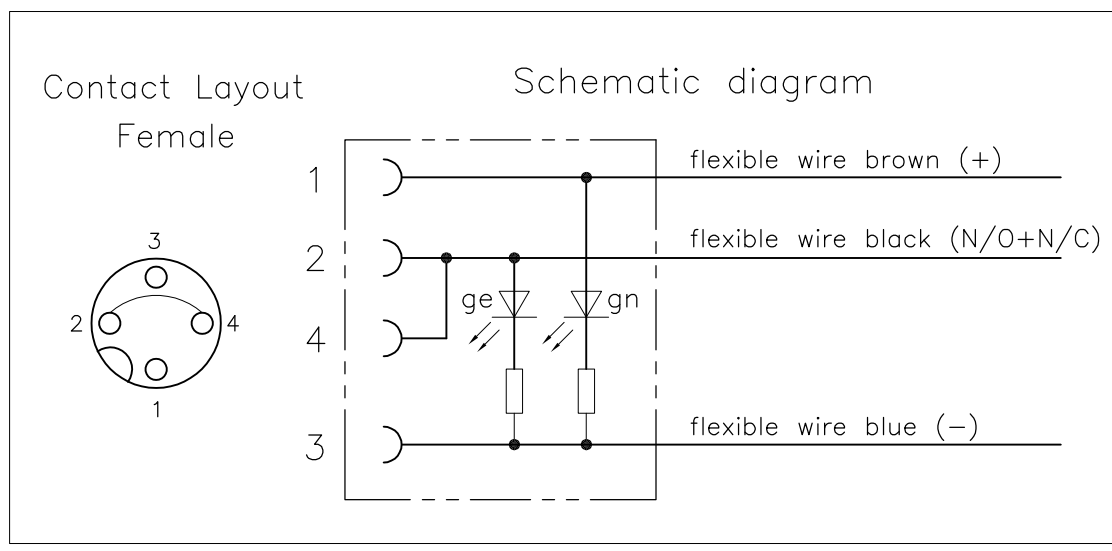 Contact Layout
Female
3
2
4
1
Schematic diagram
1
flexible wire brown (+)
2
flexible wire black (N/O+N/C)
ge
gn
4
3
flexible wire blue (−)